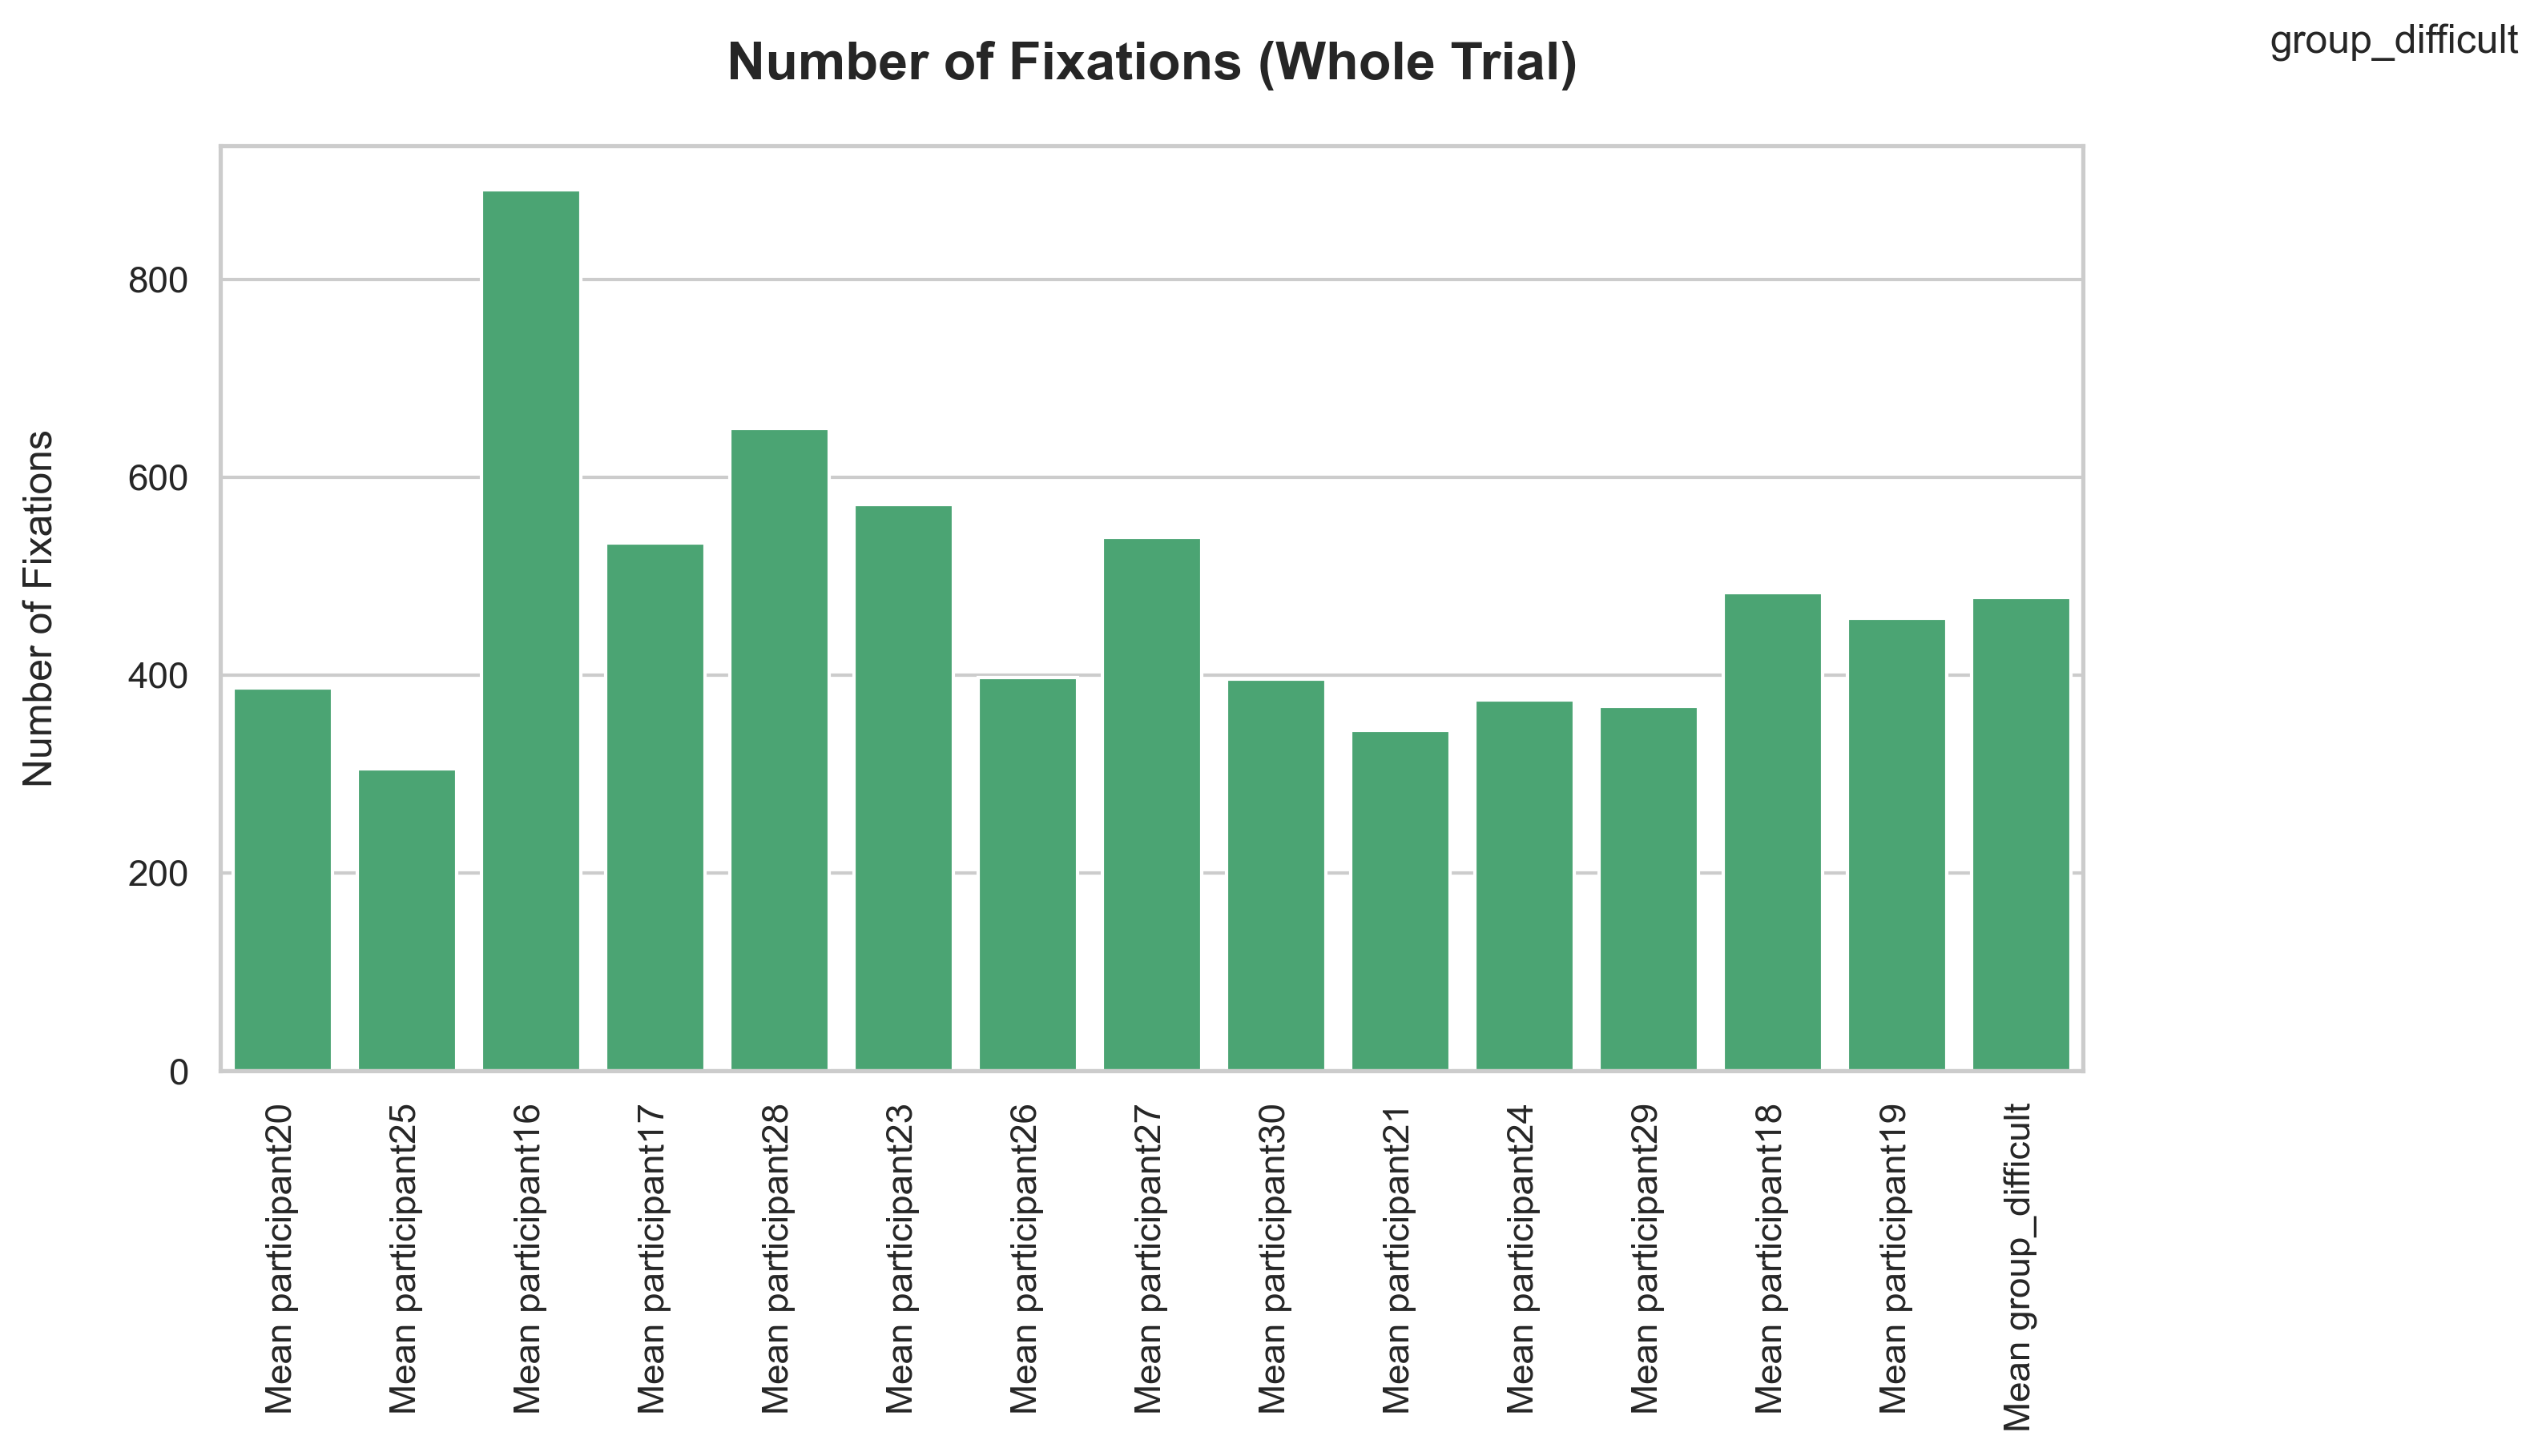 group_difficult
Number of Fixations (Whole Trial)
Number of Fixations
800
600
400
200
0
Mean participant20
Mean participant25
Mean participant16
Mean participant17
Mean participant28
Mean participant23
Mean participant26
Mean participant27
Mean participant30
Mean participant21
Mean participant24
Mean participant29
Mean participant18
Mean participant19
Mean group_difficult